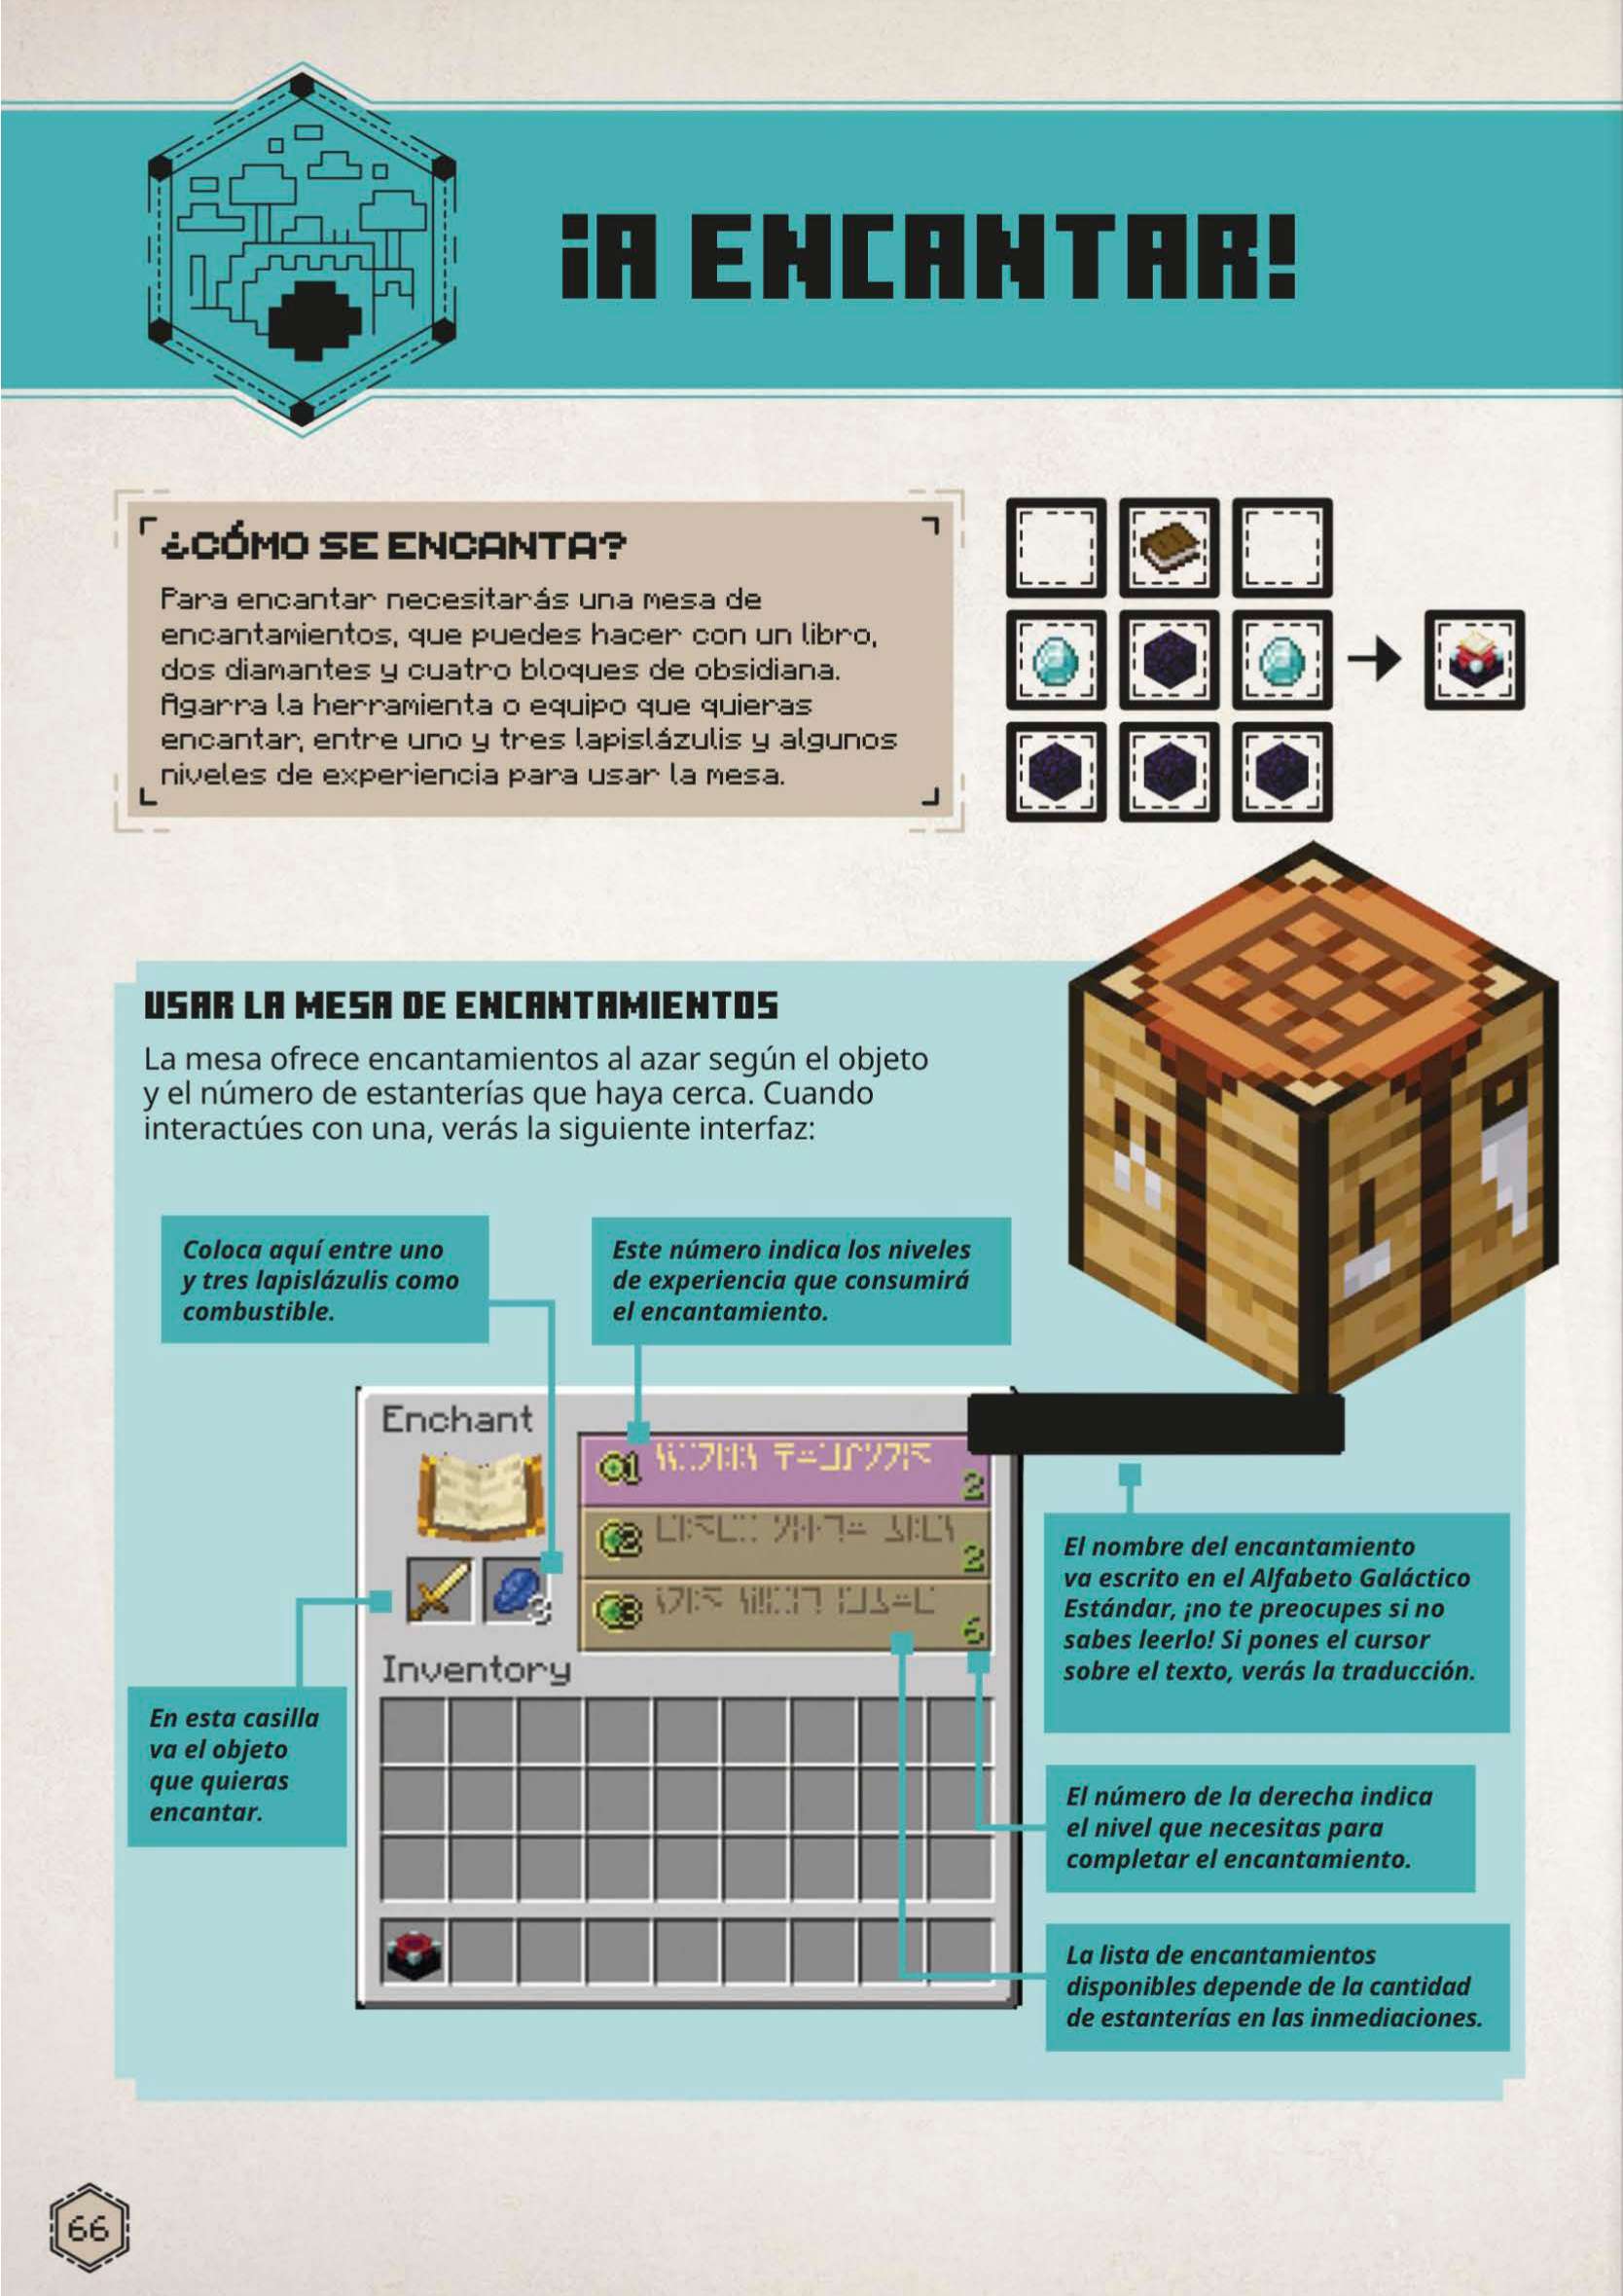 ¡A ENCANTAR!
¿CÓMO SE ENCANTA?
Para encantar necesitarás una mesa de
encantamientos, que puedes hacer con un libro,
dos diamantes y cuatro bloques de obsidiana.
Agarra la herramienta o equipo que quieras
encantar, entre uno y tres lapislázulis y algunos
niveles de experiencia para usar la mesa.
USAR LA MESA DE ENCANTAMIENTOS
La mesa ofrece encantamientos al azar según el objeto
y el número de estanterías que haya cerca. Cuando
interactúes con una, verás la siguiente interfaz:
Coloca aquí entre uno
y tres lapislázulis como
combustible.
Este número indica los niveles
de experiencia que consumirá
el encantamiento.
Enchant
1
2
2
2
3
3
6
Inventory
En esta casilla
va el objeto
que quieras
encantar.
El nombre del encantamiento
va escrito en el Alfabeto Galáctico
Estándar, ¡no te preocupes si no
sabes leerlo! Si pones el cursor
sobre el texto, verás la traducción.
El número de la derecha indica
el nivel que necesitas para
completar el encantamiento.
La lista de encantamientos
disponibles depende de la cantidad
de estanterías en las inmediaciones.
66